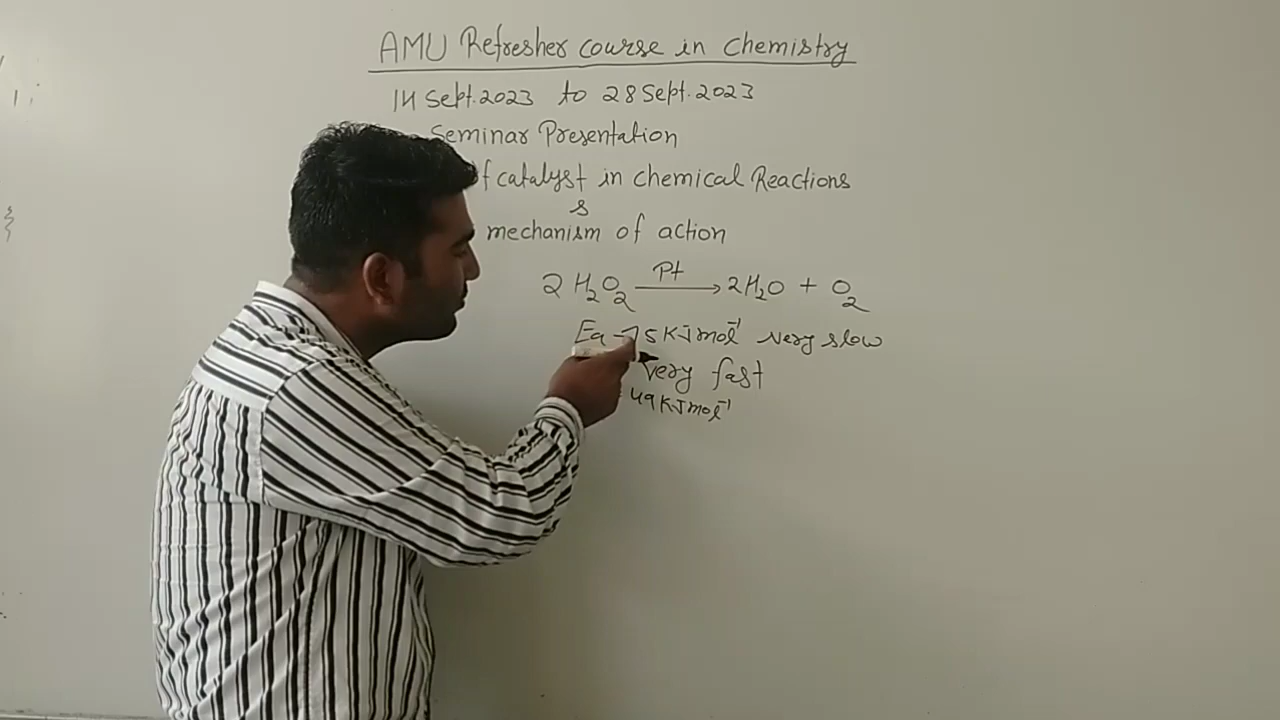 AMU Refresher course in chemistry
14 Sept. 2023 to 28 Sept. 2023
Seminar Presentation
of catalyst in chemical Reactions
s
mechanism of action
2 H₂O₂ Pt → 2H₂O + O₂
Ea 75 KJ mol⁻¹ very slow
very fast
49 KJ mol⁻¹